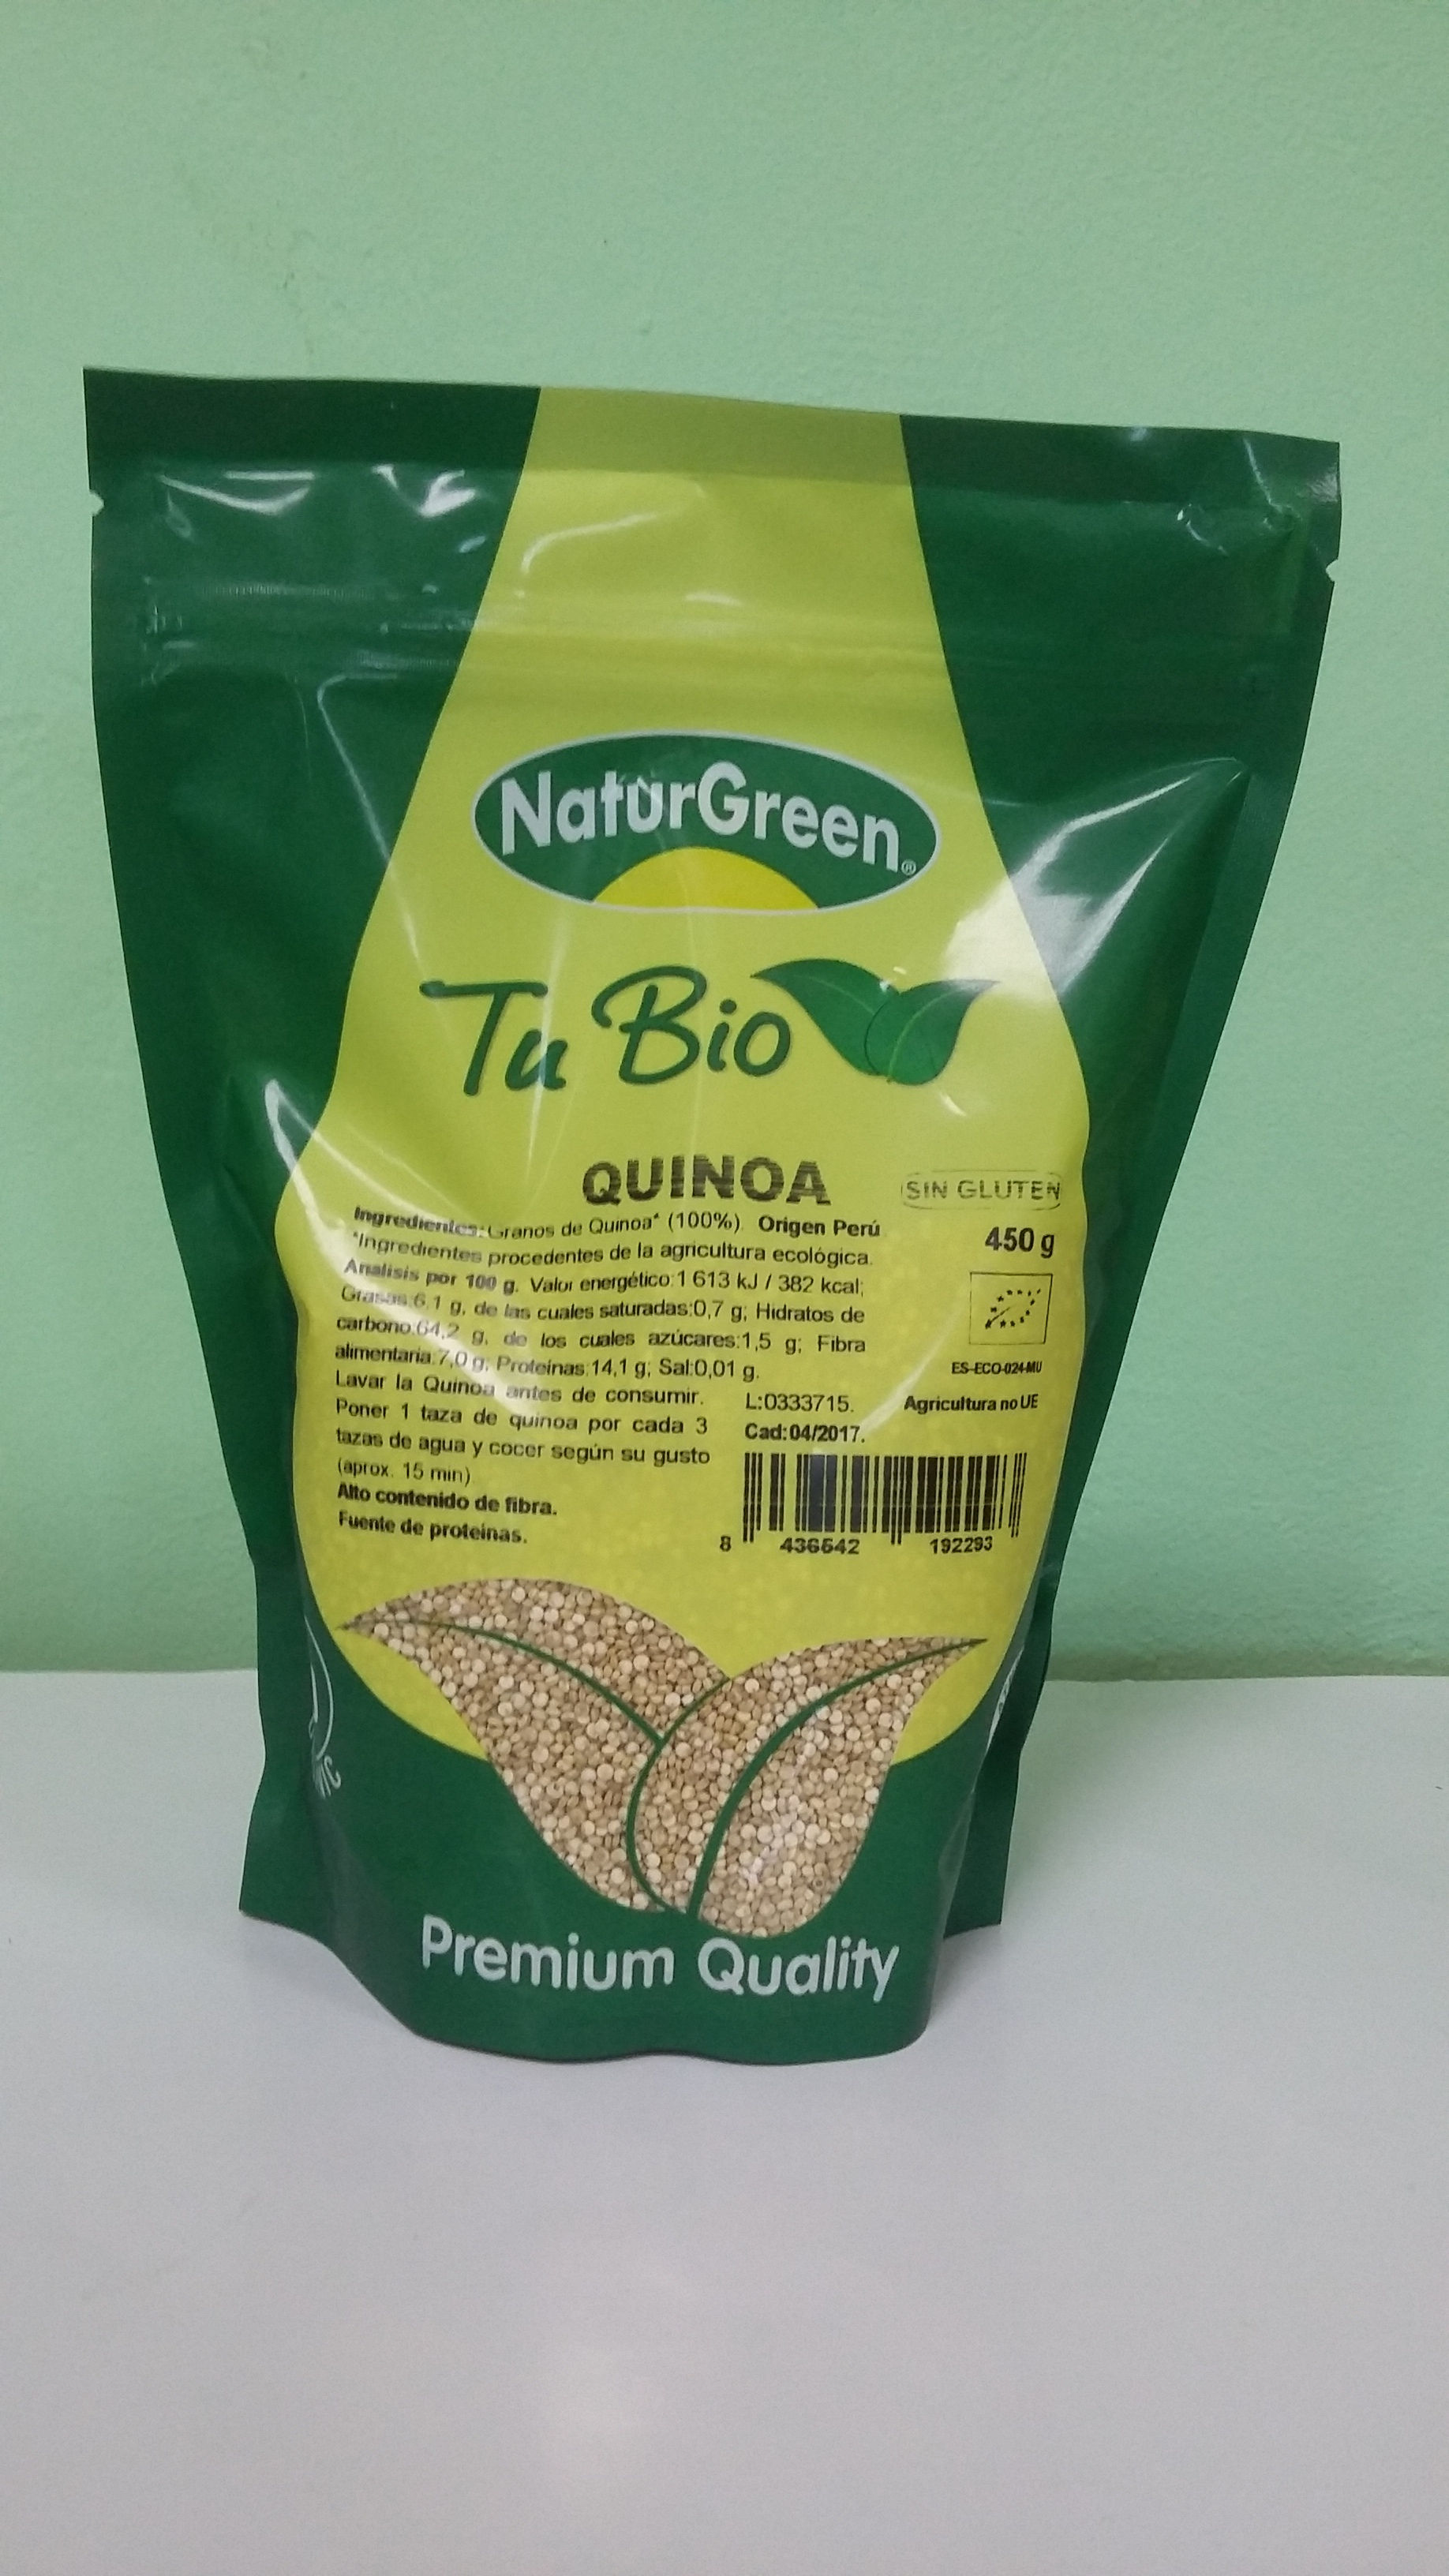 NaturGreen®
Tu Bio
QUINOA
SIN GLUTEN
Ingredientes: Granos de Quinoa* (100%). Origen Perú
*Ingredientes procedentes de la agricultura ecológica.
Analisis por 100 g. Valor energético:1 613 kJ / 382 kcal;
Grasas:6,1 g, de las cuales saturadas:0,7 g; Hidratos de
carbono:64,2 g, de los cuales azúcares:1,5 g; Fibra
alimentaria:7,0 g; Proteínas:14,1 g; Sal:0,01 g.
Lavar la Quinoa antes de consumir.
Poner 1 taza de quinoa por cada 3
tazas de agua y cocer según su gusto
(aprox. 15 min)
Alto contenido de fibra.
Fuente de proteinas.
450 g
ES-ECO-024-MU
Agricultura no UE
L:0333715.
Cad:04/2017.
8 436542 192293
Premium Quality